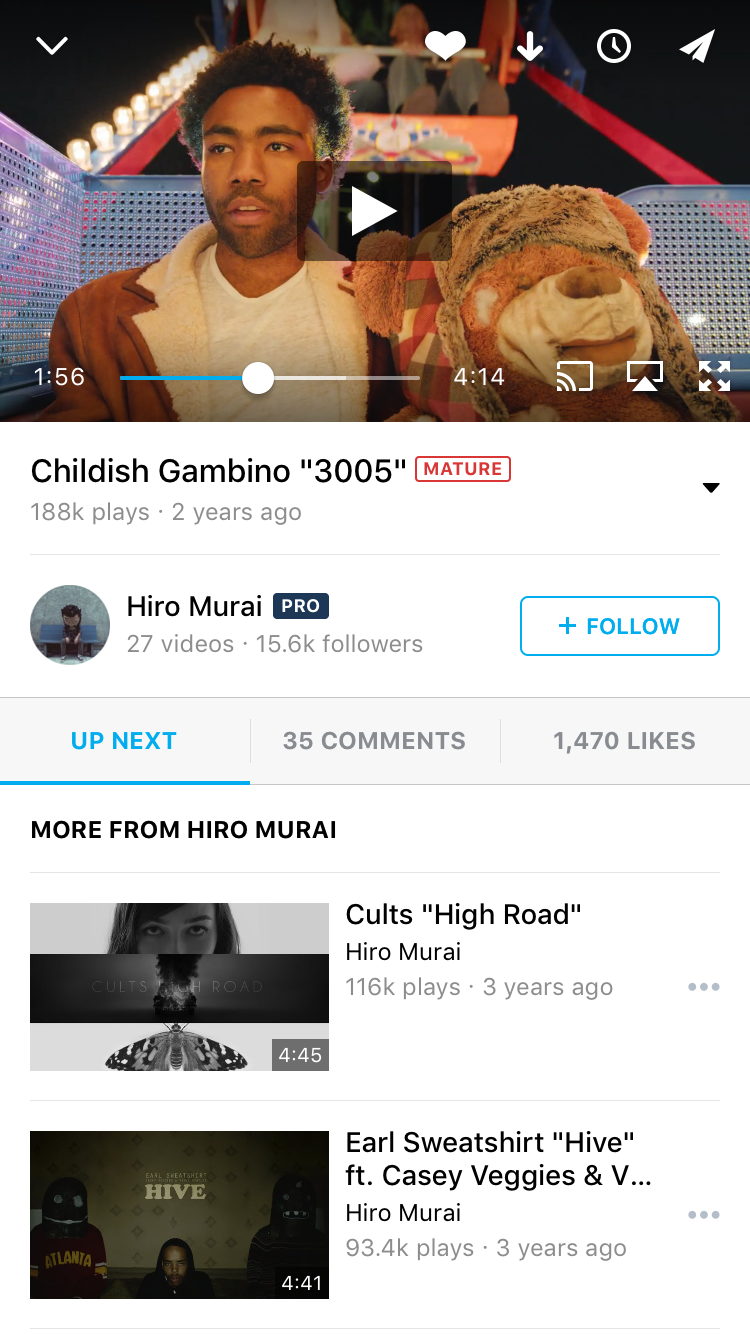 1:56
4:14
Childish Gambino "3005" MATURE
188k plays · 2 years ago
Hiro Murai PRO
27 videos · 15.6k followers
+ FOLLOW
UP NEXT
35 COMMENTS
1,470 LIKES
MORE FROM HIRO MURAI
CULTS HIGH ROAD
4:45
Cults "High Road"
Hiro Murai
116k plays · 3 years ago
EARL SWEATSHIRT
HIVE
ATLANTA
4:41
Earl Sweatshirt "Hive"
ft. Casey Veggies & V...
Hiro Murai
93.4k plays · 3 years ago